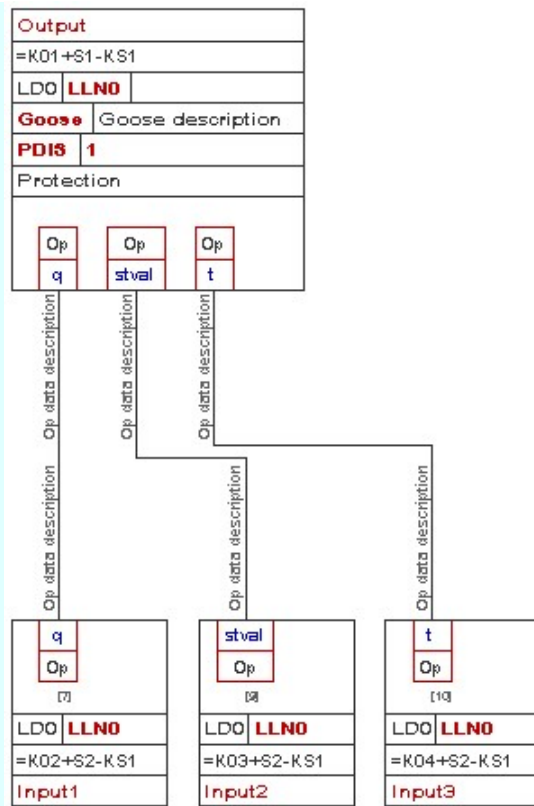 Output
=K01+S1-KS1
LD0 LLN0
Goose Goose description
PDIS 1
Protection
Op Op Op
q stval t
Op data description Op data description Op data description
Op data description Op data description Op data description
q stval t
Op Op Op
[7] [9] [10]
LD0 LLN0 LD0 LLN0 LD0 LLN0
=K02+S2-KS1 =K03+S2-KS1 =K04+S2-KS1
Input1 Input2 Input3